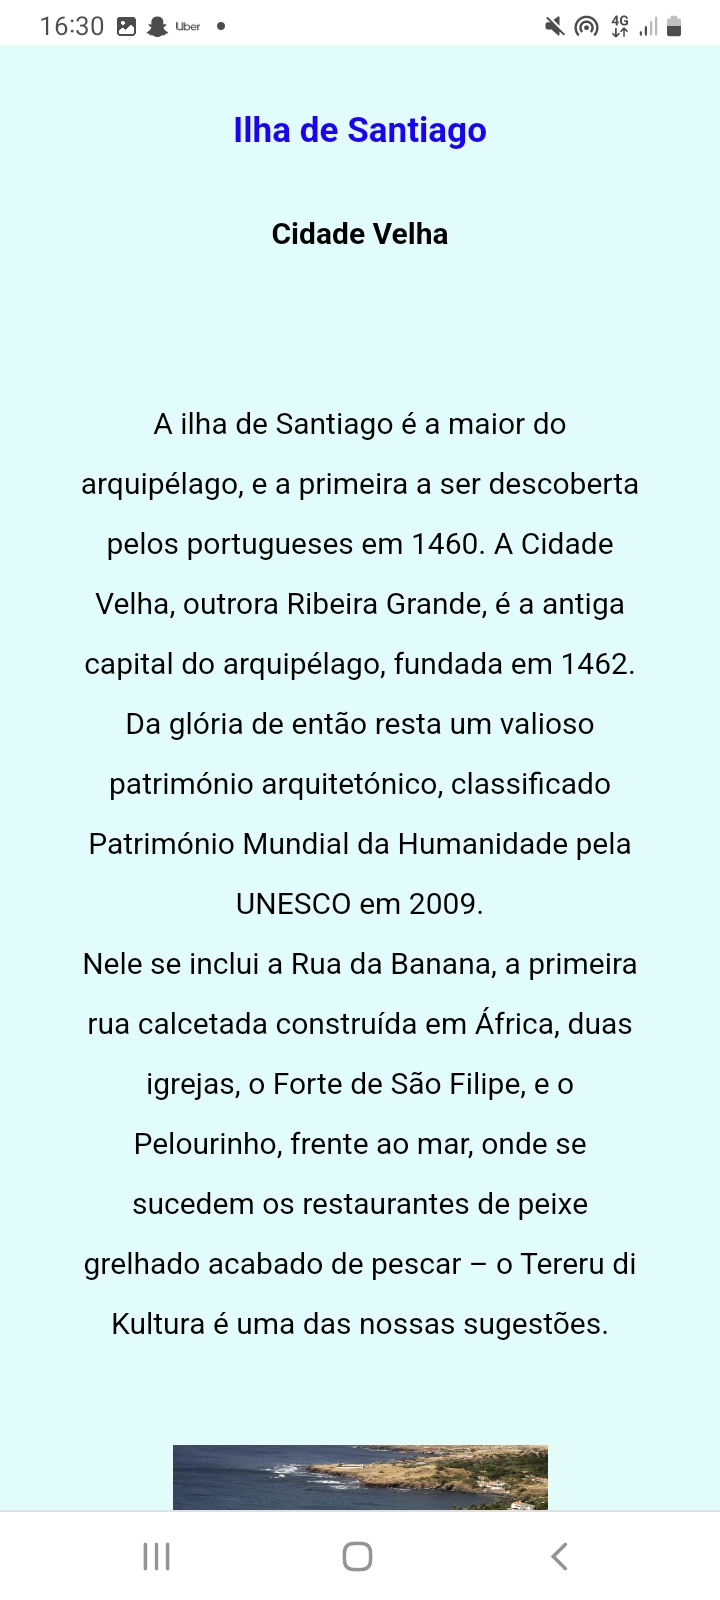 16:30 Uber 4G
Ilha de Santiago
Cidade Velha
A ilha de Santiago é a maior do
arquipélago, e a primeira a ser descoberta
pelos portugueses em 1460. A Cidade
Velha, outrora Ribeira Grande, é a antiga
capital do arquipélago, fundada em 1462.
Da glória de então resta um valioso
património arquitetónico, classificado
Património Mundial da Humanidade pela
UNESCO em 2009.
Nele se inclui a Rua da Banana, a primeira
rua calcetada construída em África, duas
igrejas, o Forte de São Filipe, e o
Pelourinho, frente ao mar, onde se
sucedem os restaurantes de peixe
grelhado acabado de pescar – o Tereru di
Kultura é uma das nossas sugestões.